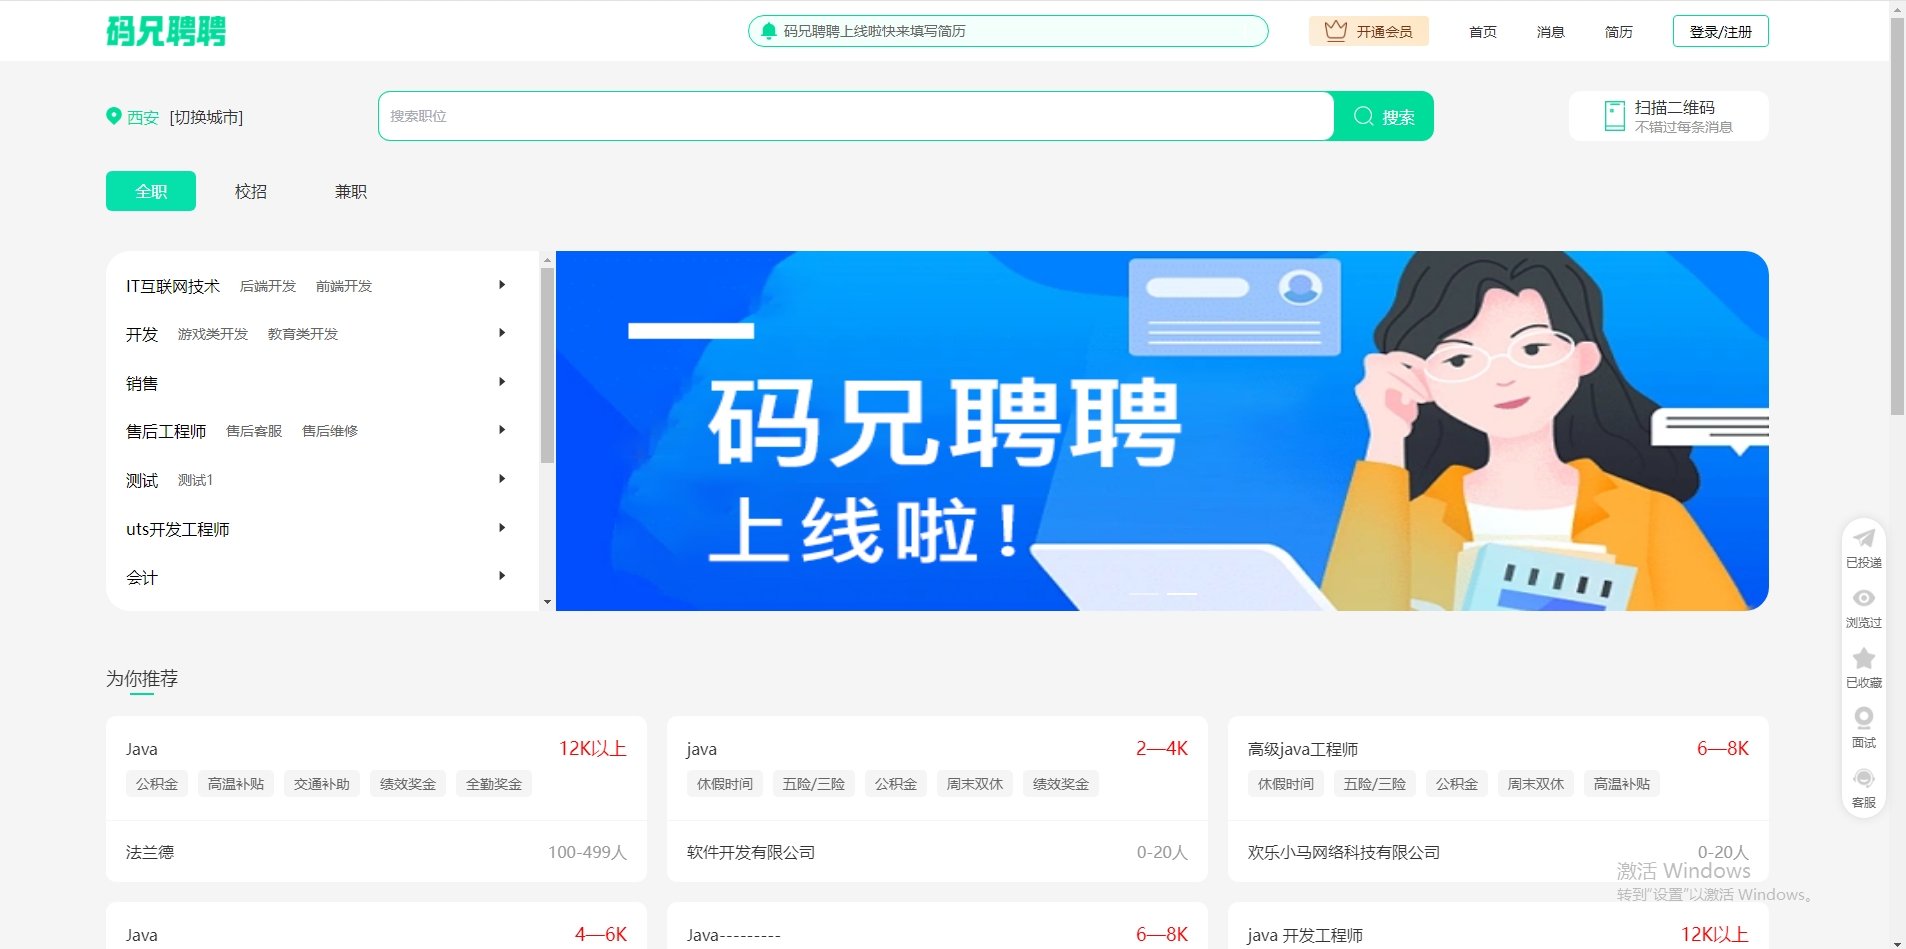 码兄聘聘
码兄聘聘上线啦快来填写简历
开通会员
首页
消息
简历
登录/注册
西安 [切换城市]
搜索职位
搜索
扫描二维码
不错过每条消息
全职
校招
兼职
IT互联网技术 后端开发 前端开发
开发 游戏类开发 教育类开发
销售
售后工程师 售后客服 售后维修
测试 测试1
uts开发工程师
会计
码兄聘聘
上线啦!
已投递
浏览过
已收藏
面试
客服
为你推荐
Java 12K以上
公积金 高温补贴 交通补助 绩效奖金 全勤奖金
法兰德 100-499人
java 2—4K
休假时间 五险/三险 公积金 周末双休 绩效奖金
软件开发有限公司 0-20人
高级java工程师 6—8K
休假时间 五险/三险 公积金 周末双休 高温补贴
欢乐小马网络科技有限公司 0-20人
Java 4—6K
Java--------- 6—8K
java 开发工程师 12K以上
激活 Windows
转到"设置"以激活 Windows。